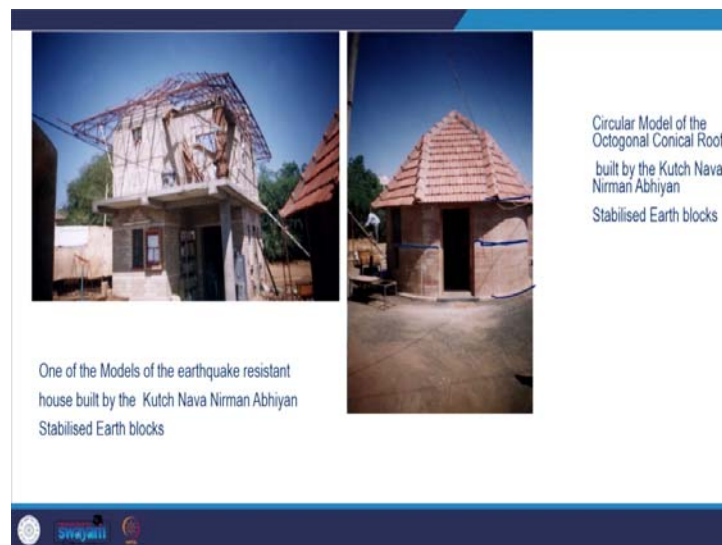 One of the Models of the earthquake resistant
house built by the Kutch Nava Nirman Abhiyan
Stabilised Earth blocks
Circular Model of the
Octogonal Conical Roof
built by the Kutch Nava
Nirman Abhiyan
Stabilised Earth blocks
swayam